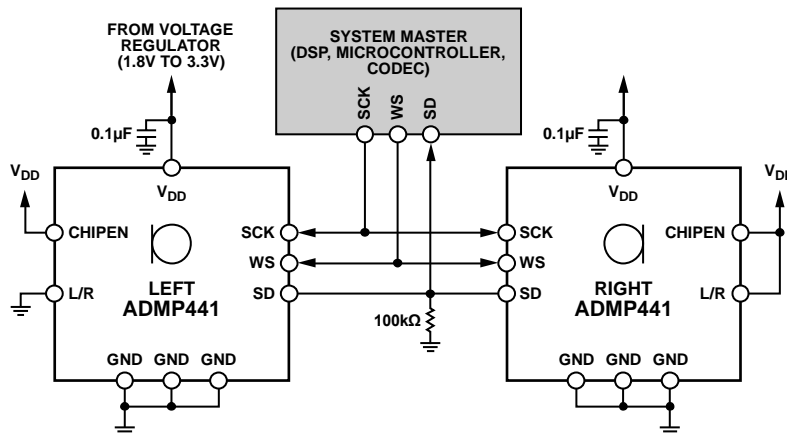 FROM VOLTAGE
REGULATOR
(1.8V TO 3.3V)
SYSTEM MASTER
(DSP, MICROCONTROLLER,
CODEC)
SCK
WS
SD
0.1µF
0.1µF
VDD
VDD
VDD
CHIPEN
SCK
SCK
CHIPEN
WS
WS
LEFT
ADMP441
RIGHT
ADMP441
L/R
SD
SD
L/R
100kΩ
GND GND GND
GND GND GND